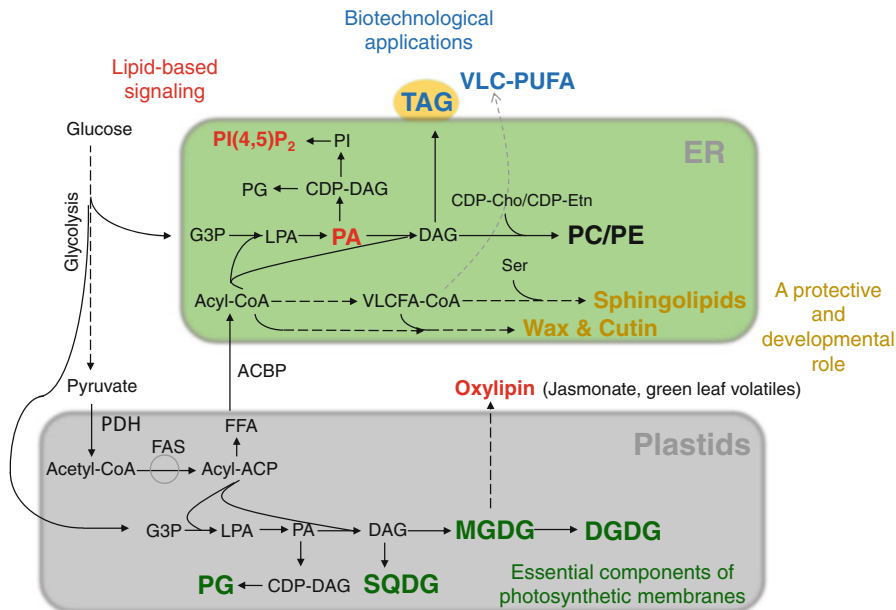 Biotechnological
applications
Lipid-based
signaling
TAG
VLC-PUFA
Glucose
PI(4,5)P₂
PI
ER
PG
CDP-DAG
CDP-Cho/CDP-Etn
Glycolysis
G3P
LPA
PA
DAG
PC/PE
Ser
Acyl-CoA
VLCFA-CoA
Sphingolipids
Wax & Cutin
A protective
and
developmental
role
ACBP
Pyruvate
Oxylipin (Jasmonate, green leaf volatiles)
PDH
FFA
Plastids
FAS
Acetyl-CoA
Acyl-ACP
G3P
LPA
PA
DAG
MGDG
DGDG
PG
CDP-DAG
SQDG
Essential components of
photosynthetic membranes